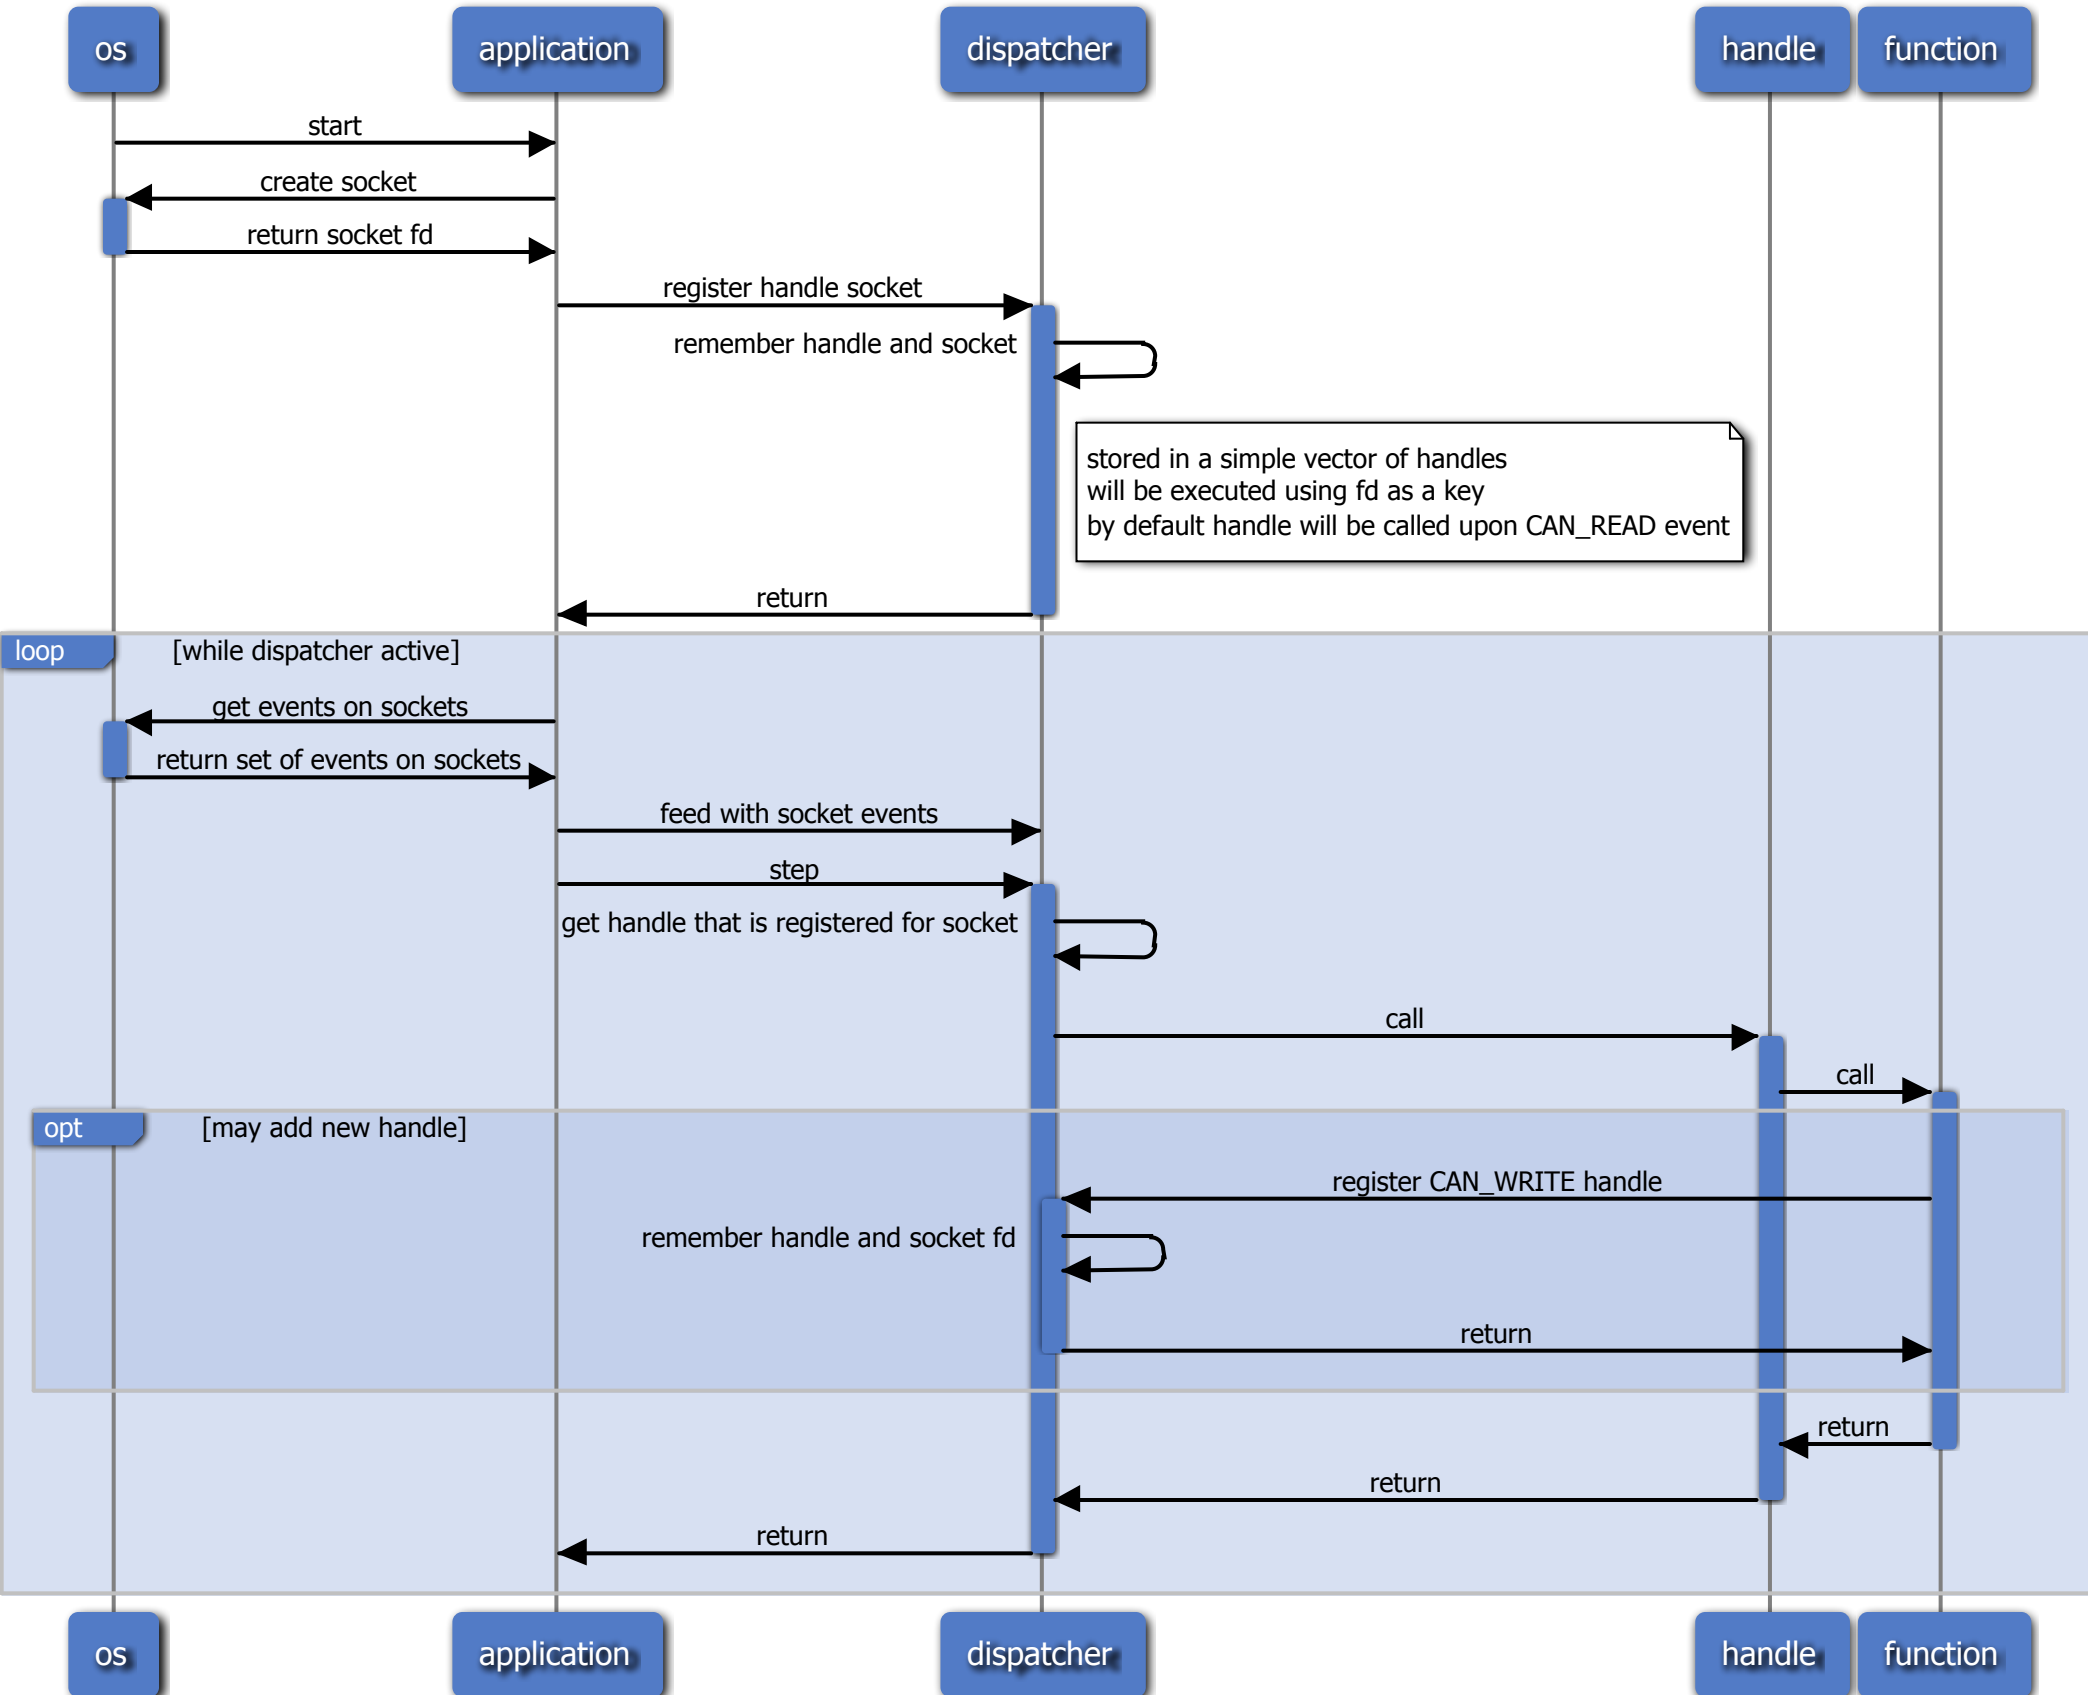 os
application
dispatcher
handle
function
start
create socket
return socket fd
register handle socket
remember handle and socket
stored in a simple vector of handles
will be executed using fd as a key
by default handle will be called upon CAN_READ event
return
loop
[while dispatcher active]
get events on sockets
return set of events on sockets
feed with socket events
step
get handle that is registered for socket
call
call
opt
[may add new handle]
register CAN_WRITE handle
remember handle and socket fd
return
return
return
return
os
application
dispatcher
handle
function